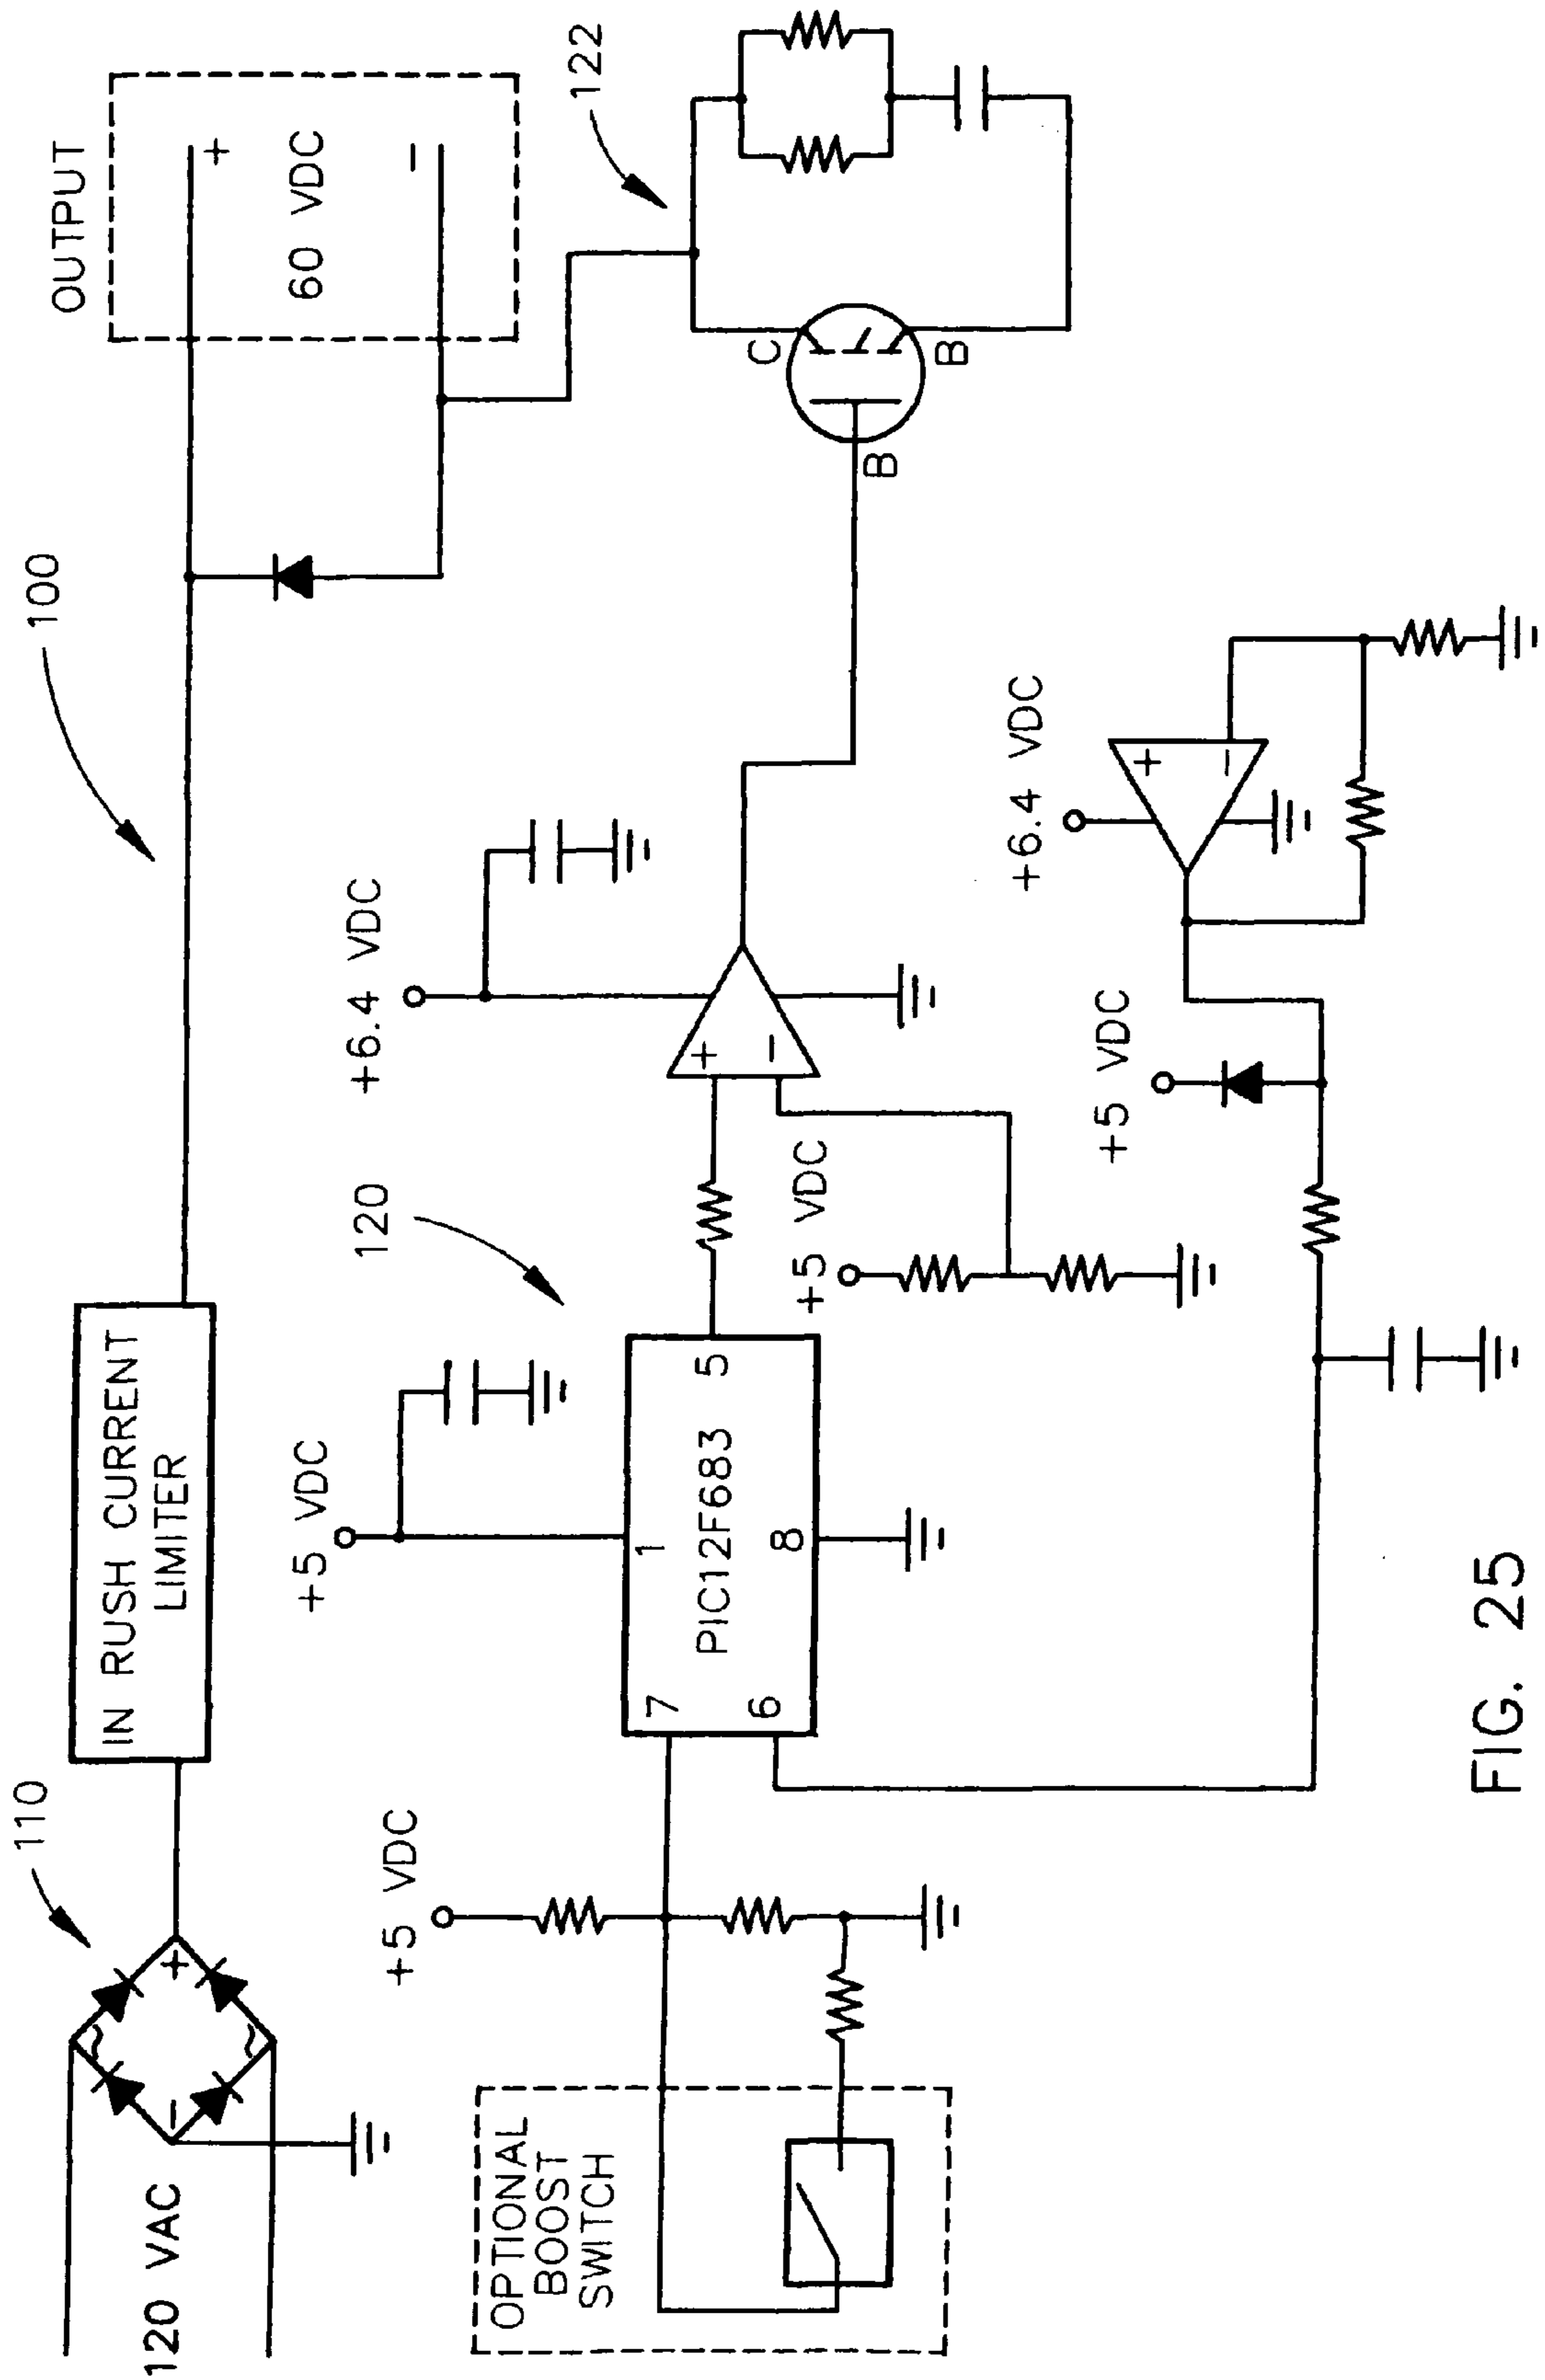 120 VAC
~
~
−
+
110
IN RUSH CURRENT
LIMITER
100
OUTPUT
+
60 VDC
−
122
OPTIONAL
BOOST
SWITCH
+5 VDC
+5 VDC
7
6
1
8
5
PIC12F683
120
+5 VDC
+6.4 VDC
+
−
B
C
B
+5 VDC
+6.4 VDC
+
−
FIG. 25